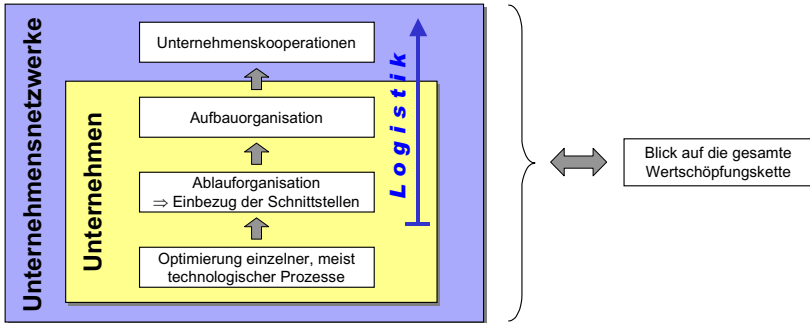 Unternehmensnetzwerke
Unternehmen
Unternehmenskooperationen
Aufbauorganisation
Ablauforganisation
⇒ Einbezug der Schnittstellen
Optimierung einzelner, meist
technologischer Prozesse
Logistik
Blick auf die gesamte
Wertschöpfungskette